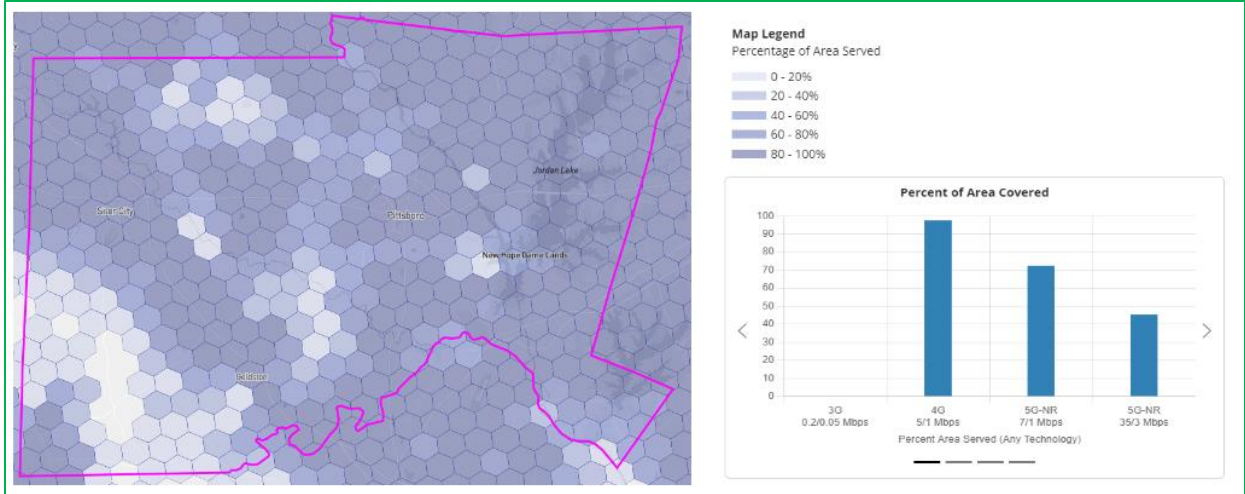 Siler City
Pittsboro
Jordan Lake
New Hope Game Lands
Goldston
Map Legend
Percentage of Area Served
0 - 20%
20 - 40%
40 - 60%
60 - 80%
80 - 100%
Percent of Area Covered
100
90
80
70
60
50
40
30
20
10
0
3G
0.2/0.05 Mbps
4G
5/1 Mbps
5G-NR
7/1 Mbps
5G-NR
35/3 Mbps
Percent Area Served (Any Technology)